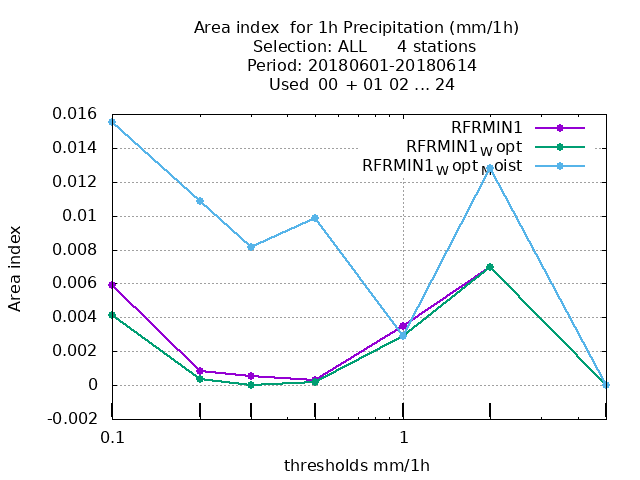 Area index  for 1h Precipitation (mm/1h)
Selection: ALL      4 stations
Period: 20180601-20180614
Used  00  + 01 02 ... 24
0.016
0.014
0.012
0.01
0.008
0.006
0.004
0.002
0
-0.002
Area index
RFRMIN1
RFRMIN1W opt
RFRMIN1W optMoist
0.1
1
thresholds mm/1h